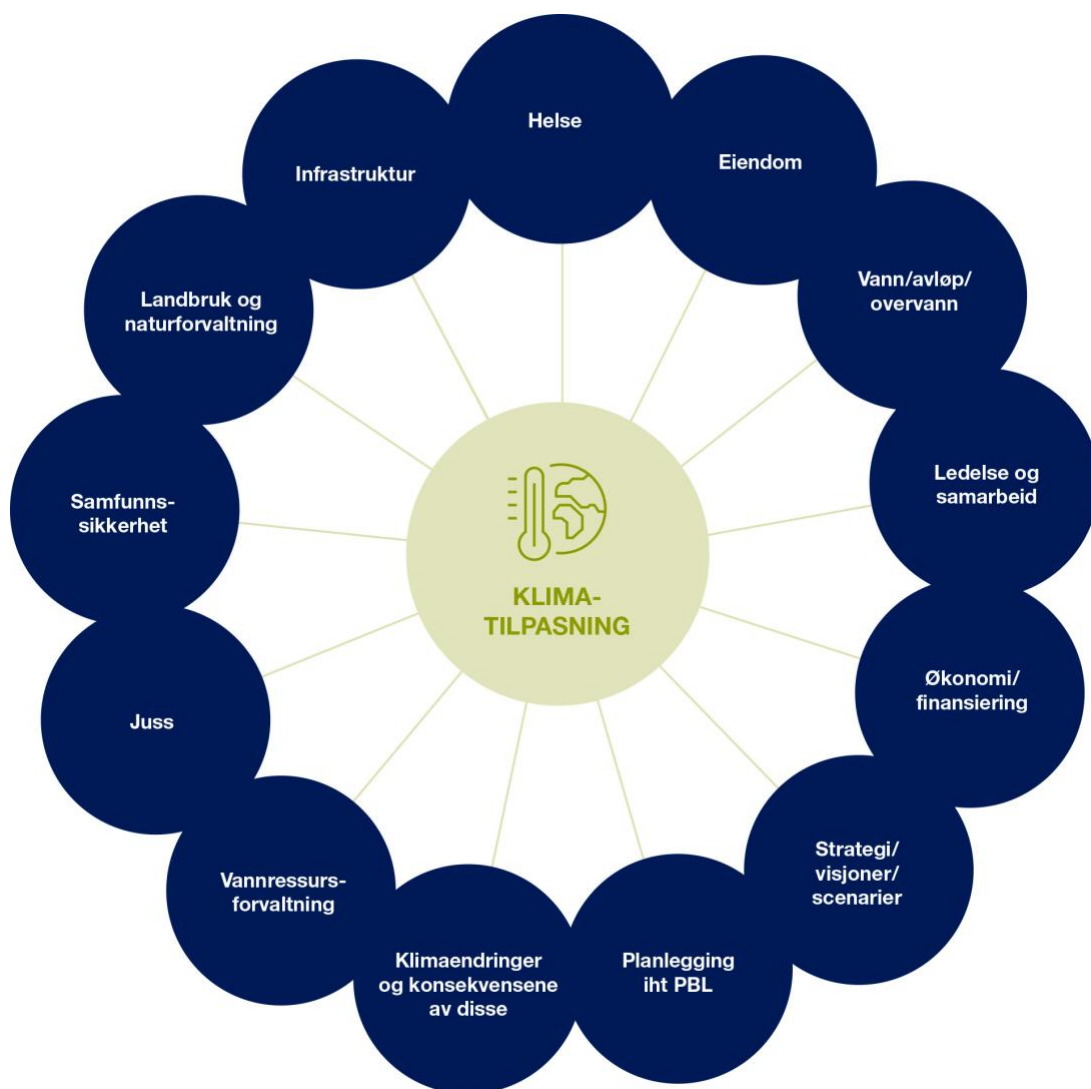 Helse
Eiendom
Vann/avløp/
overvann
Ledelse og
samarbeid
Økonomi/
finansiering
Strategi/
visjoner/
scenarier
Planlegging
iht PBL
Klimaendringer
og konsekvensene
av disse
Vannressurs-
forvaltning
Juss
Samfunns-
sikkerhet
Landbruk og
naturforvaltning
Infrastruktur
KLIMA-
TILPASNING